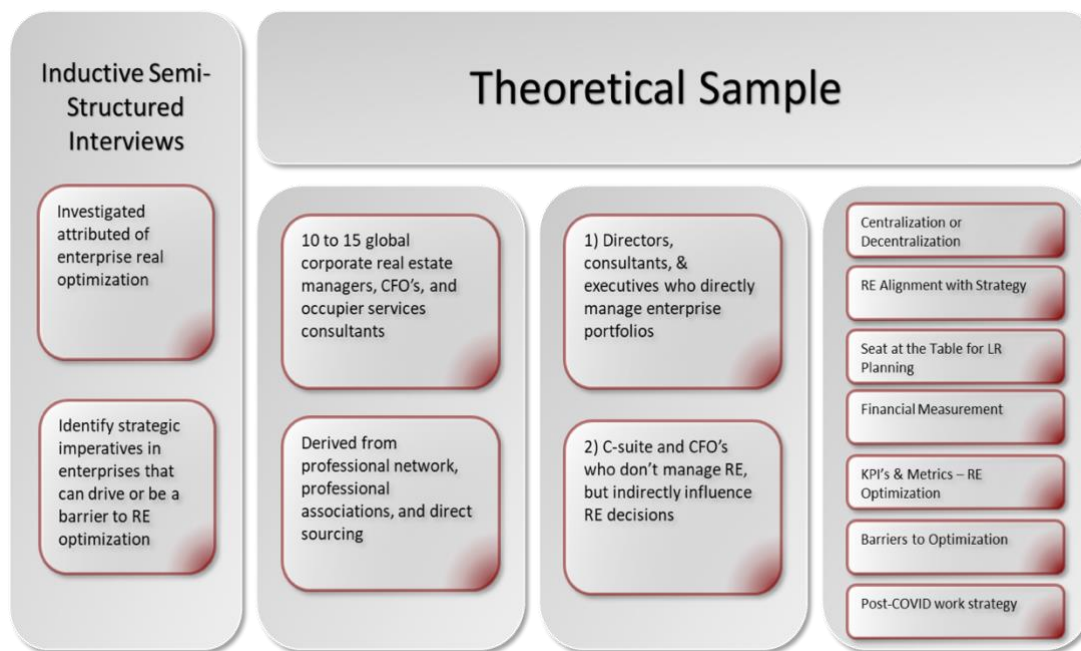 Inductive Semi-
Structured
Interviews
Investigated
attributed of
enterprise real
optimization
Identify strategic
imperatives in
enterprises that
can drive or be a
barrier to RE
optimization
Theoretical Sample
10 to 15 global
corporate real estate
managers, CFO’s, and
occupier services
consultants
Derived from
professional network,
professional
associations, and direct
sourcing
1) Directors,
consultants, &
executives who directly
manage enterprise
portfolios
2) C-suite and CFO’s
who don’t manage RE,
but indirectly influence
RE decisions
Centralization or
Decentralization
RE Alignment with Strategy
Seat at the Table for LR
Planning
Financial Measurement
KPI’s & Metrics – RE
Optimization
Barriers to Optimization
Post-COVID work strategy